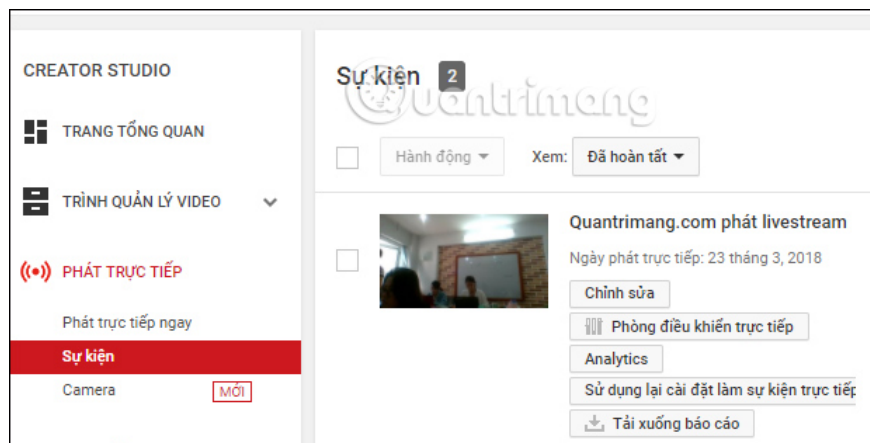 CREATOR STUDIO
TRANG TỔNG QUAN
TRÌNH QUẢN LÝ VIDEO
PHÁT TRỰC TIẾP
Phát trực tiếp ngay
Sự kiện
Camera MỚI
Sự kiện 2
Quantrimang
Hành động Xem: Đã hoàn tất
Quantrimang.com phát livestream
Ngày phát trực tiếp: 23 tháng 3, 2018
Chỉnh sửa
Phòng điều khiển trực tiếp
Analytics
Sử dụng lại cài đặt làm sự kiện trực tiếp
Tải xuống báo cáo